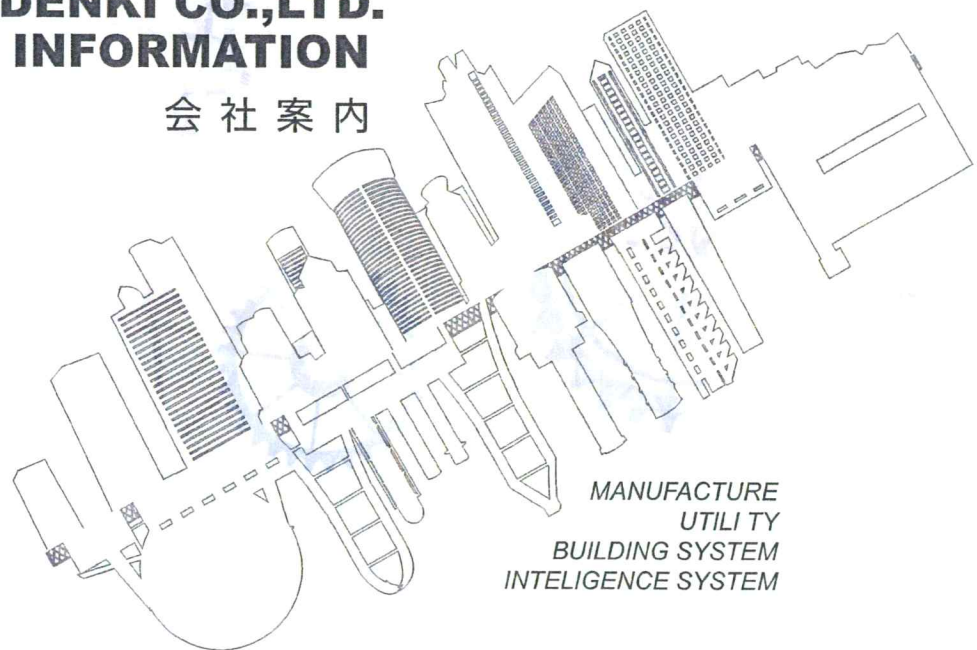 DENKI CO.,LTD.
INFORMATION
会社案内
MANUFACTURE
UTILI TY
BUILDING SYSTEM
INTELIGENCE SYSTEM